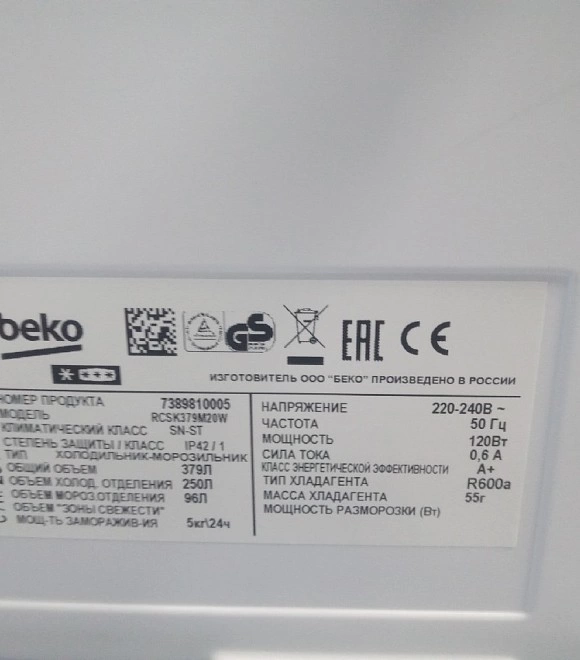 beko
GS
EAC CE
ИЗГОТОВИТЕЛЬ ООО "БЕКО" ПРОИЗВЕДЕНО В РОССИИ
НОМЕР ПРОДУКТА 7389810005
МОДЕЛЬ RCSK379M20W
КЛИМАТИЧЕСКИЙ КЛАСС SN-ST
СТЕПЕНЬ ЗАЩИТЫ / КЛАСС IP42 / 1
ТИП ХОЛОДИЛЬНИК-МОРОЗИЛЬНИК
ОБЩИЙ ОБЪЕМ 379Л
ОБЪЕМ ХОЛОД. ОТДЕЛЕНИЯ 250Л
ОБЪЕМ МОРОЗ.ОТДЕЛЕНИЯ 96Л
ОБЪЕМ "ЗОНЫ СВЕЖЕСТИ"
МОЩ-ТЬ ЗАМОРАЖИВ-ИЯ 5кг\24ч
НАПРЯЖЕНИЕ 220-240В ~
ЧАСТОТА 50 Гц
МОЩНОСТЬ 120Вт
СИЛА ТОКА 0,6 А
КЛАСС ЭНЕРГЕТИЧЕСКОЙ ЭФФЕКТИВНОСТИ А+
ТИП ХЛАДАГЕНТА R600a
МАССА ХЛАДАГЕНТА 55г
МОЩНОСТЬ РАЗМОРОЗКИ (Вт)